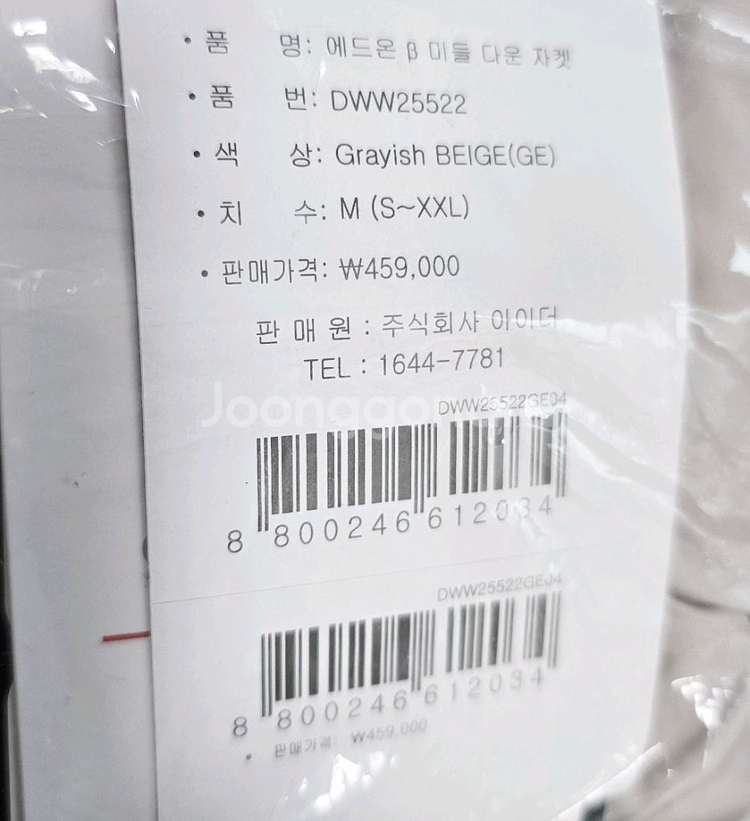 • 품 명: 에드온 β 미들 다운 자켓
• 품 번: DWW25522
• 색 상: Grayish BEIGE(GE)
• 치 수: M (S~XXL)
• 판매가격: ₩459,000
판 매 원 : 주식회사 아이더
TEL : 1644-7781
DWW25522GE04
8 800246 612034
DWW25522GE04
8 800246 612034
• 판매가격: ₩459,000